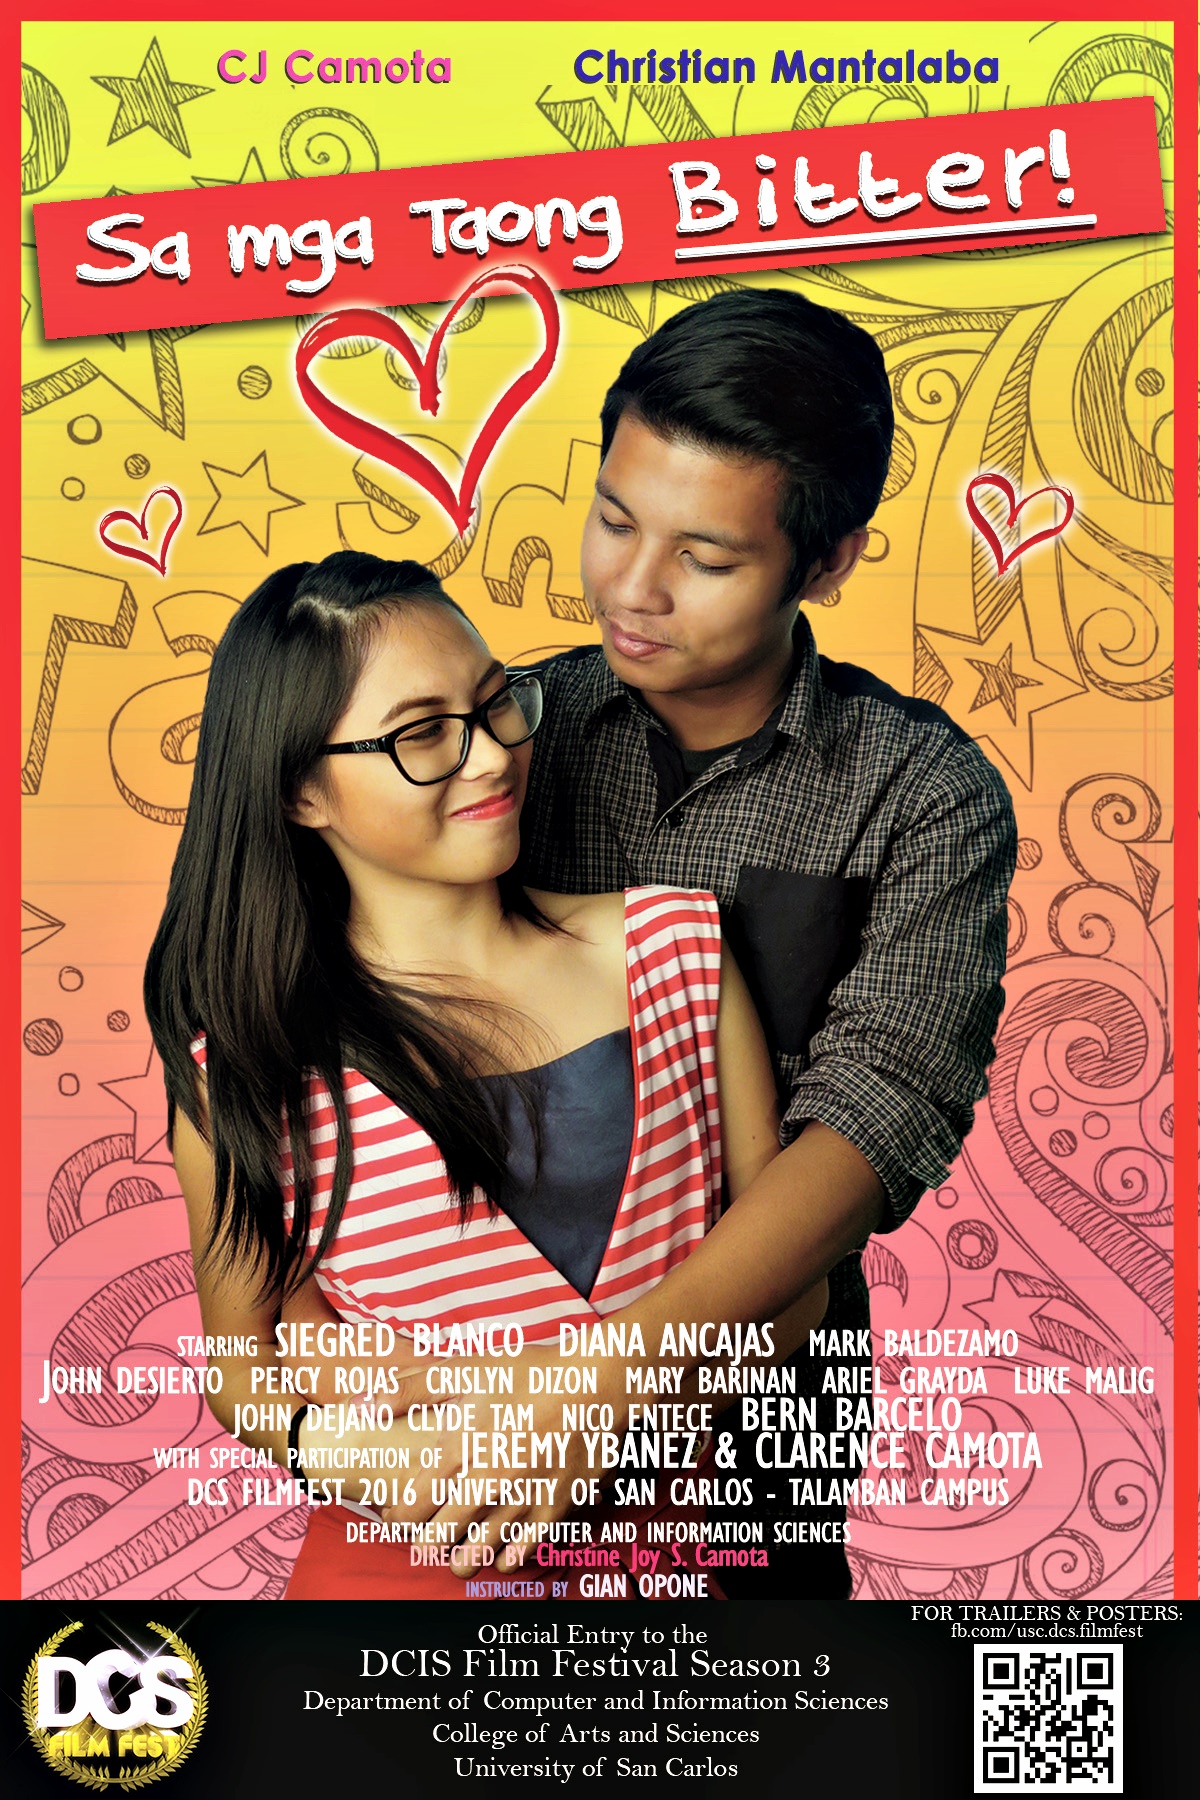 CJ Camota Christian Mantalaba
Sa mga Taong Bitter!
STARRING SIEGRED BLANCO DIANA ANCAJAS MARK BALDEZAMO
JOHN DESIERTO PERCY ROJAS CRISLYN DIZON MARY BARINAN ARIEL GRAYDA LUKE MALIG
JOHN DEJAÑO CLYDE TAM NICO ENTECE BERN BARCELO
WITH SPECIAL PARTICIPATION OF JEREMY YBANEZ & CLARENCE CAMOTA
DCS FILMFEST 2016 UNIVERSITY OF SAN CARLOS - TALAMBAN CAMPUS
DEPARTMENT OF COMPUTER AND INFORMATION SCIENCES
DIRECTED BY Christine Joy S. Camota
INSTRUCTED BY GIAN OPONE
DCS
FILM FEST
Official Entry to the
DCIS Film Festival Season 3
Department of Computer and Information Sciences
College of Arts and Sciences
University of San Carlos
FOR TRAILERS & POSTERS:
fb.com/usc.dcs.filmfest